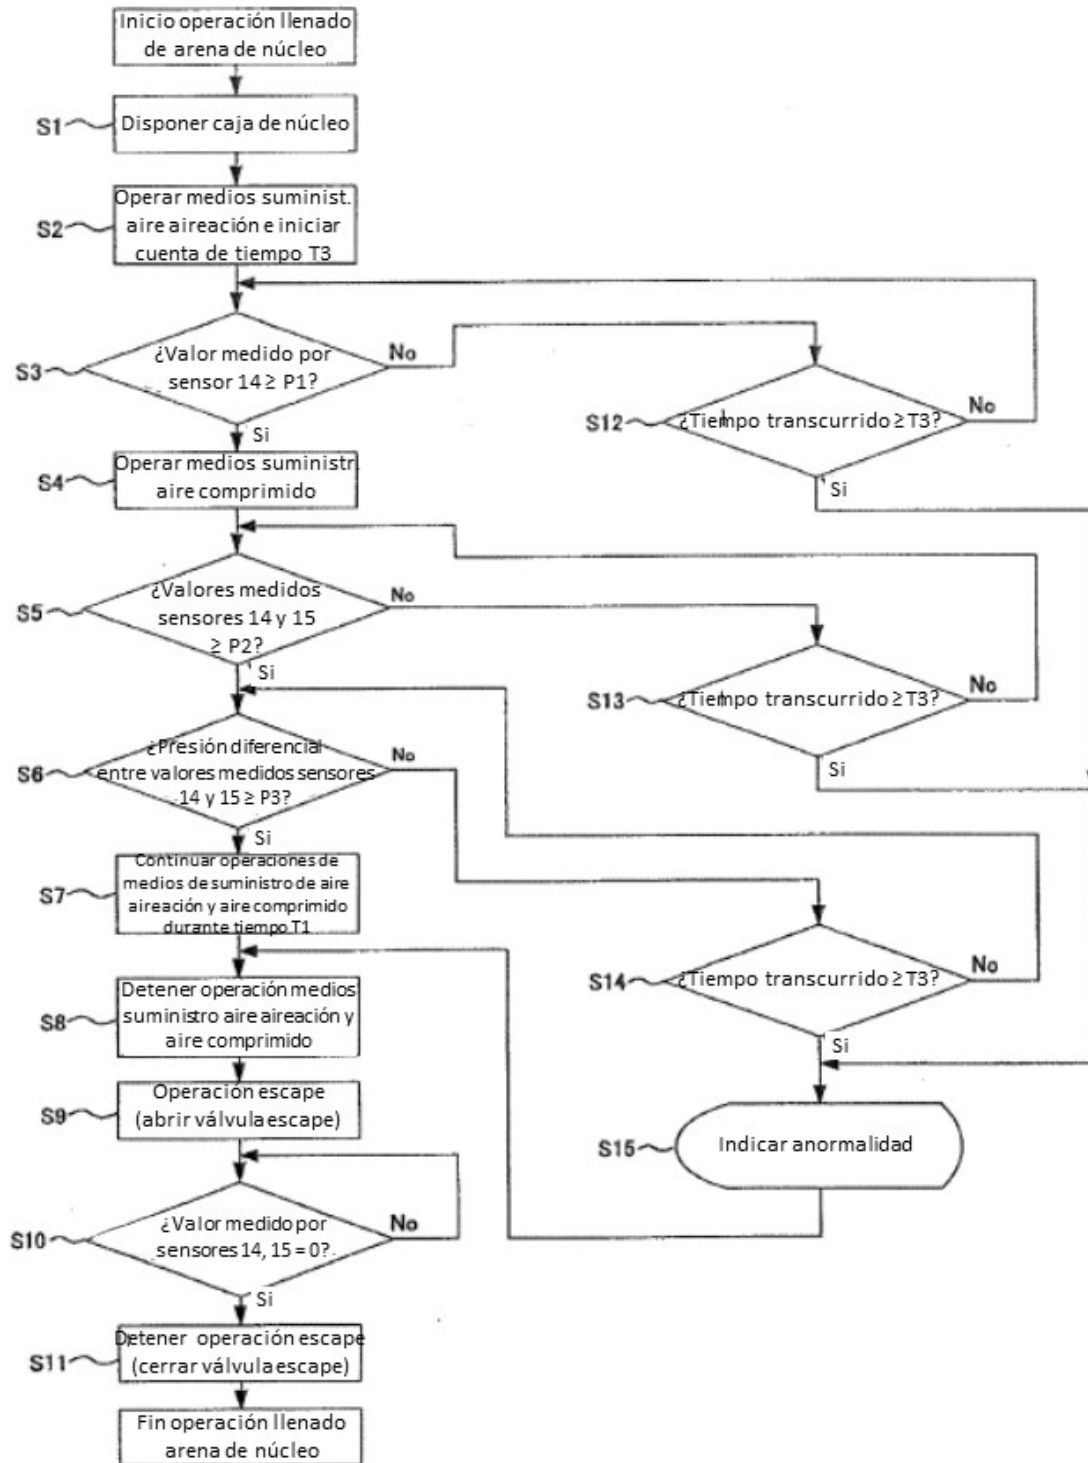 Inicio operación llenado
de arena de núcleo
S1
Disponer caja de núcleo
Operar medios suminist.
aire aireación e iniciar
cuenta de tiempo T3
S2
¿Valor medido por
sensor 14 ≥ P1?
S3
No
Si
¿Tiempo transcurrido ≥ T3?
S12
No
Si
Operar medios suministr.
aire comprimido
S4
¿Valores medidos
sensores 14 y 15
≥ P2?
S5
No
Si
¿Tiempo transcurrido ≥ T3?
S13
No
Si
¿Presión diferencial
entre valores medidos sensores
14 y 15 ≥ P3?
S6
No
Si
Continuar operaciones de
medios de suministro de aire
aireación y aire comprimido
durante tiempo T1
S7
¿Tiempo transcurrido ≥ T3?
S14
No
Si
Detener operación medios
suministro aire aireación y
aire comprimido
S8
Operación escape
(abrir válvula escape)
S9
Indicar anormalidad
S15
¿Valor medido por
sensores 14, 15 = 0?
S10
No
Si
Detener operación escape
(cerrar válvula escape)
S11
Fin operación llenado
arena de núcleo